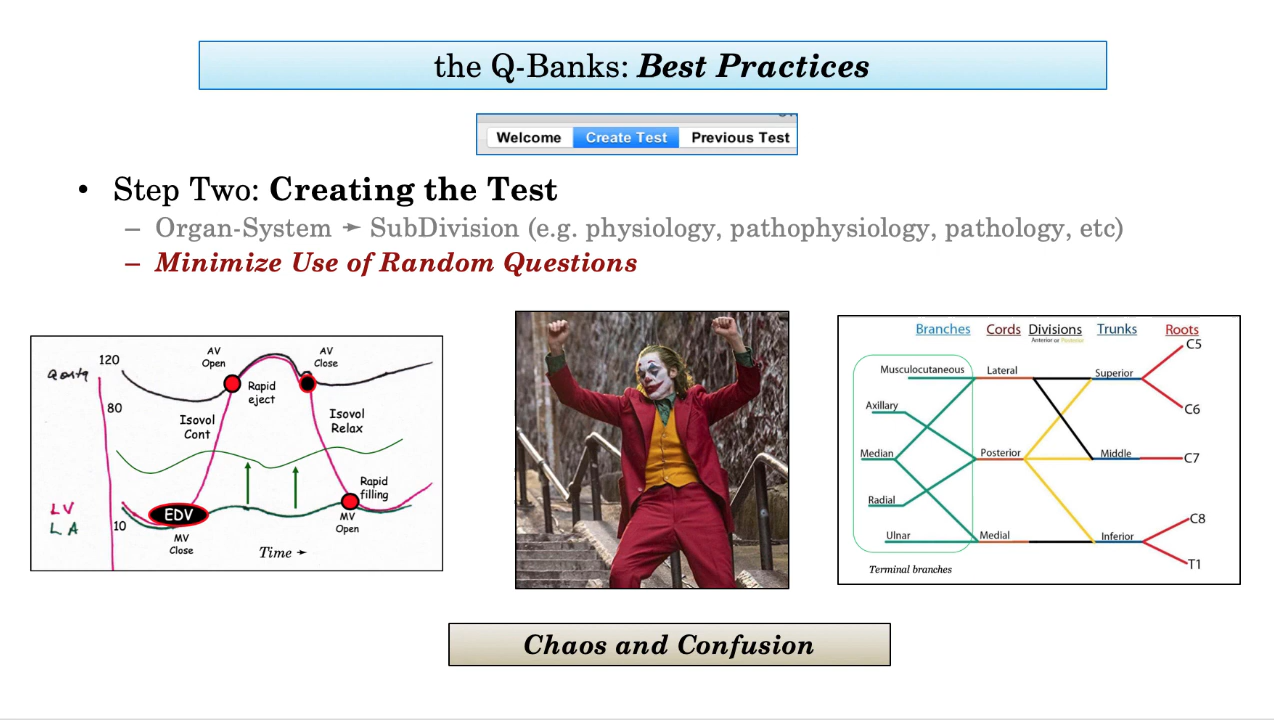 the Q-Banks: Best Practices
Welcome Create Test Previous Test
• Step Two: Creating the Test
– Organ-System ➛ SubDivision (e.g. physiology, pathophysiology, pathology, etc)
– Minimize Use of Random Questions
120
80
10
LV
LA
AV
Open
AV
Close
Rapid
eject
Isovol
Cont
Isovol
Relax
Rapid
filling
EDV
MV
Close
MV
Open
Time ➛
Branches Cords Divisions Trunks Roots
Anterior or Posterior
C5
Musculocutaneous Lateral Superior
Axillary
C6
Median Posterior Middle C7
Radial
C8
Ulnar Medial Inferior
T1
Terminal branches
Chaos and Confusion